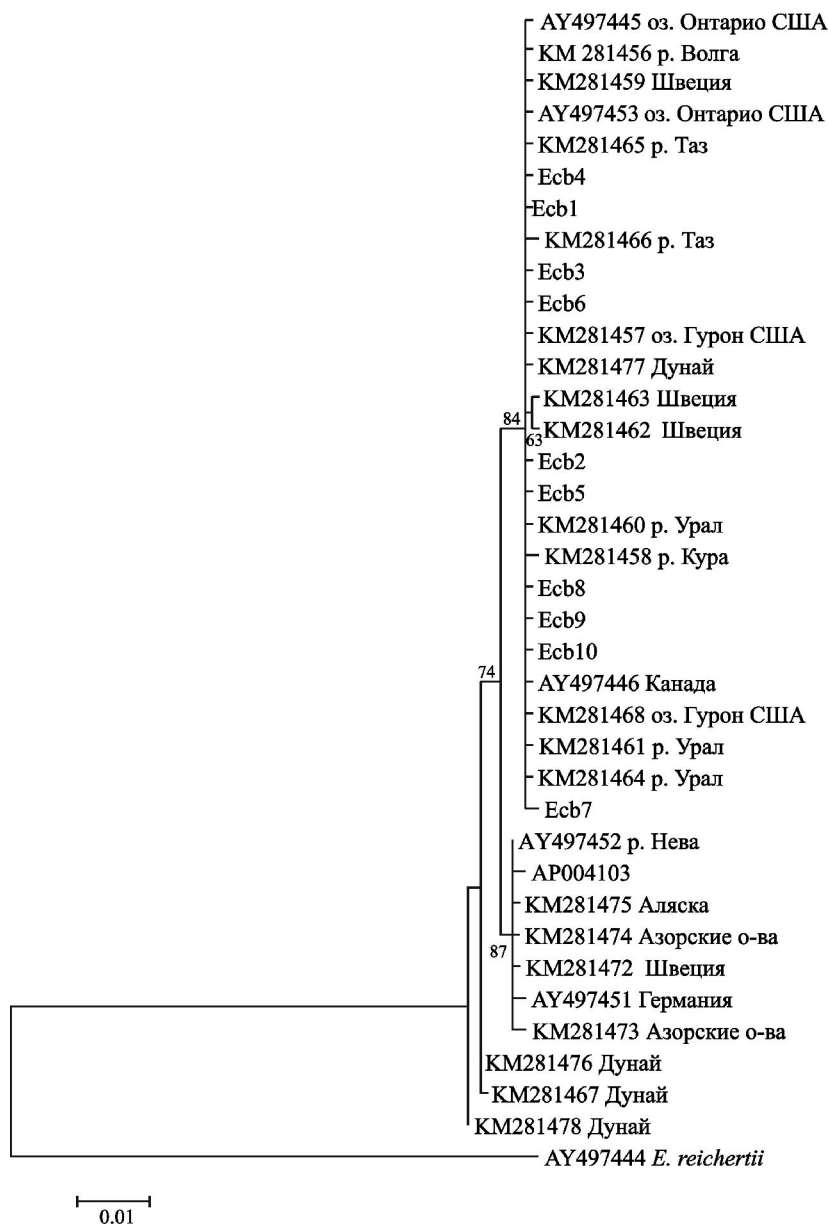 AY497445 оз. Онтарио США
KM 281456 р. Волга
KM281459 Швеция
AY497453 оз. Онтарио США
KM281465 р. Таз
Ecb4
Ecb1
KM281466 р. Таз
Ecb3
Ecb6
KM281457 оз. Гурон США
KM281477 Дунай
KM281463 Швеция
84
63
KM281462 Швеция
Ecb2
Ecb5
KM281460 р. Урал
KM281458 р. Кура
Ecb8
Ecb9
Ecb10
74
AY497446 Канада
KM281468 оз. Гурон США
KM281461 р. Урал
KM281464 р. Урал
Ecb7
AY497452 р. Нева
AP004103
KM281475 Аляска
KM281474 Азорские о-ва
87
KM281472 Швеция
AY497451 Германия
KM281473 Азорские о-ва
KM281476 Дунай
KM281467 Дунай
KM281478 Дунай
AY497444 E. reichertii
0.01